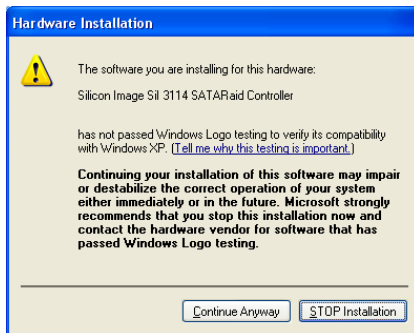 Hardware Installation
The software you are installing for this hardware:
Silicon Image SiI 3114 SATARaid Controller
has not passed Windows Logo testing to verify its compatibility
with Windows XP. (Tell me why this testing is important.)
Continuing your installation of this software may impair
or destabilize the correct operation of your system
either immediately or in the future. Microsoft strongly
recommends that you stop this installation now and
contact the hardware vendor for software that has
passed Windows Logo testing.
Continue Anyway
STOP Installation